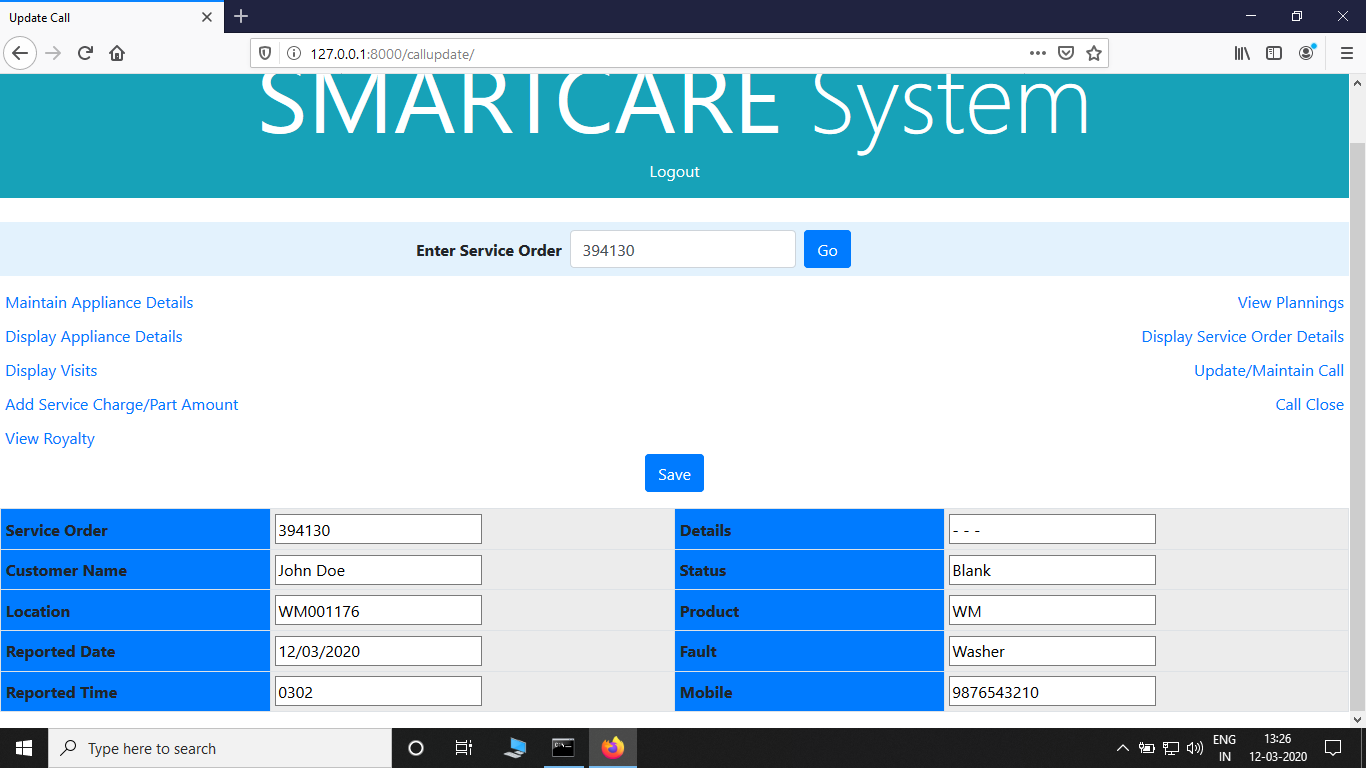 Update Call
127.0.0.1:8000/callupdate/
SMARTCARE System
Logout
Enter Service Order 394130 Go
Maintain Appliance Details View Plannings
Display Appliance Details Display Service Order Details
Display Visits Update/Maintain Call
Add Service Charge/Part Amount Call Close
View Royalty
Save
Service Order 394130 Details - - -
Customer Name John Doe Status Blank
Location WM001176 Product WM
Reported Date 12/03/2020 Fault Washer
Reported Time 0302 Mobile 9876543210
Type here to search
ENG 13:26
IN 12-03-2020